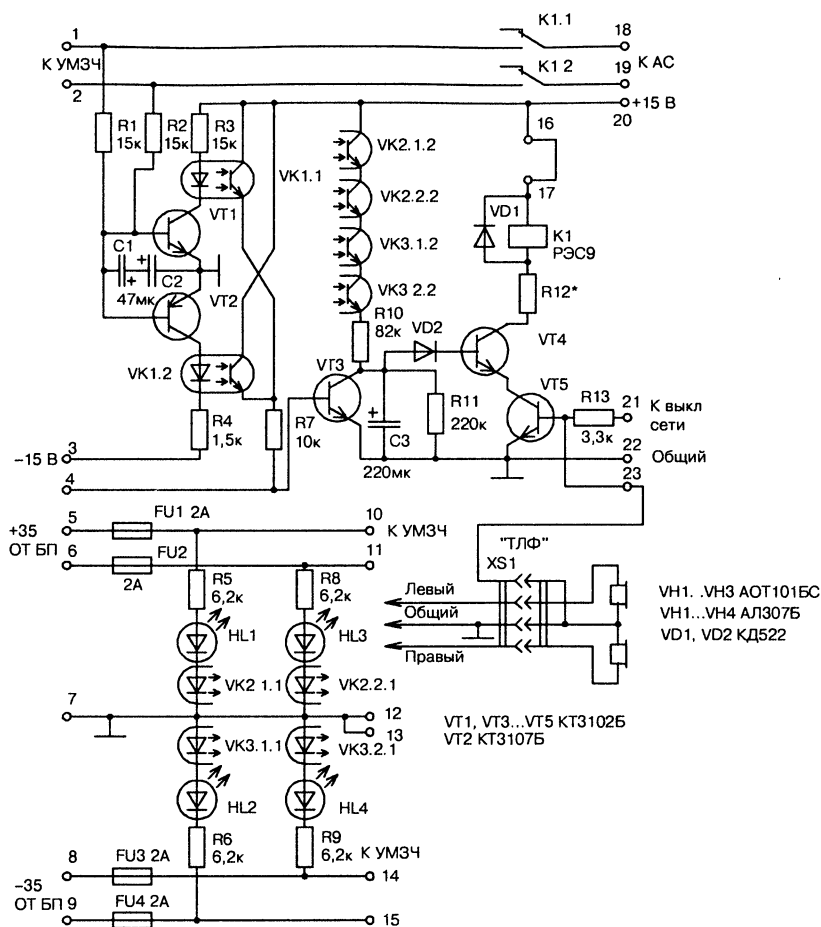 1
К1.1
18
К УМЗЧ
К АС
К1 2
19
2
+15 В
20
R1
15к
R2
15к
R3
15к
16
VK2.1.2
VK1.1
VK2.2.2
17
VT1
VD1
К1
РЭС9
VK3.1.2
C1
+
+
C2
47мк
VT2
VK3 2.2
R12*
R10
82к
VD2
VT4
VK1.2
VT3
VT5
R13
21
К выкл
сети
R4
1,5к
R7
10к
+
C3
R11
220к
3,3к
22
Общий
3
–15 В
220мк
23
4
5
FU1 2А
10
К УМЗЧ
+35
ОТ БП
6
FU2
11
2А
"ТЛФ"
XS1
R5
6,2к
R8
6,2к
Левый
Общий
VH1. .VH3 АОТ101БС
VH1...VH4 АЛ307Б
VD1, VD2 КД522
HL1
HL3
Правый
VK2 1.1
VK2.2.1
7
12
13
VT1, VT3...VT5 КТ3102Б
VT2 КТ3107Б
VK3.1.1
VK3.2.1
HL2
HL4
R6
6,2к
R9
6,2к
8
FU3 2А
К УМЗЧ
14
–35
ОТ БП
9
FU4 2А
15